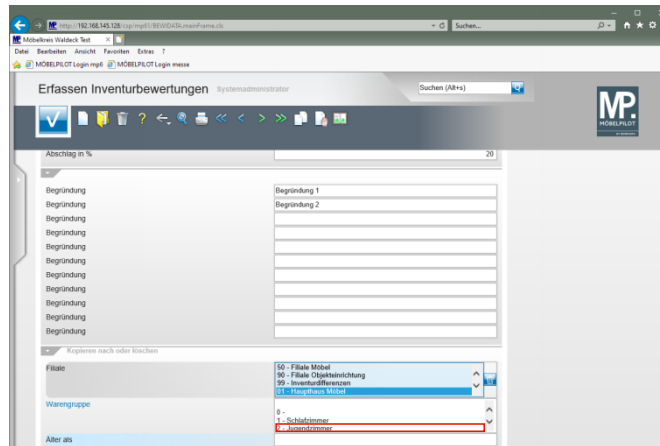 http://192.168.145.128/csp/mp61/BEWIDATA.mainFrame.cls
Suchen...
Möbelkreis Waldeck Test
Datei Bearbeiten Ansicht Favoriten Extras ?
MÖBELPILOT Login mp6 MÖBELPILOT Login messe
Erfassen Inventurbewertungen Systemadministrator
Suchen (Alt+s)
MP.
MÖBELPILOT
Abschlag in % 20
Begründung Begründung 1
Begründung Begründung 2
Begründung
Begründung
Begründung
Begründung
Begründung
Begründung
Begründung
Begründung
Begründung
Kopieren nach oder löschen
Filiale
50 - Filiale Möbel
90 - Filiale Objekteinrichtung
99 - Inventurdifferenzen
01 - Haupthaus Möbel
Warengruppe
0 -
1 - Schlafzimmer
2 - Jugendzimmer
Älter als